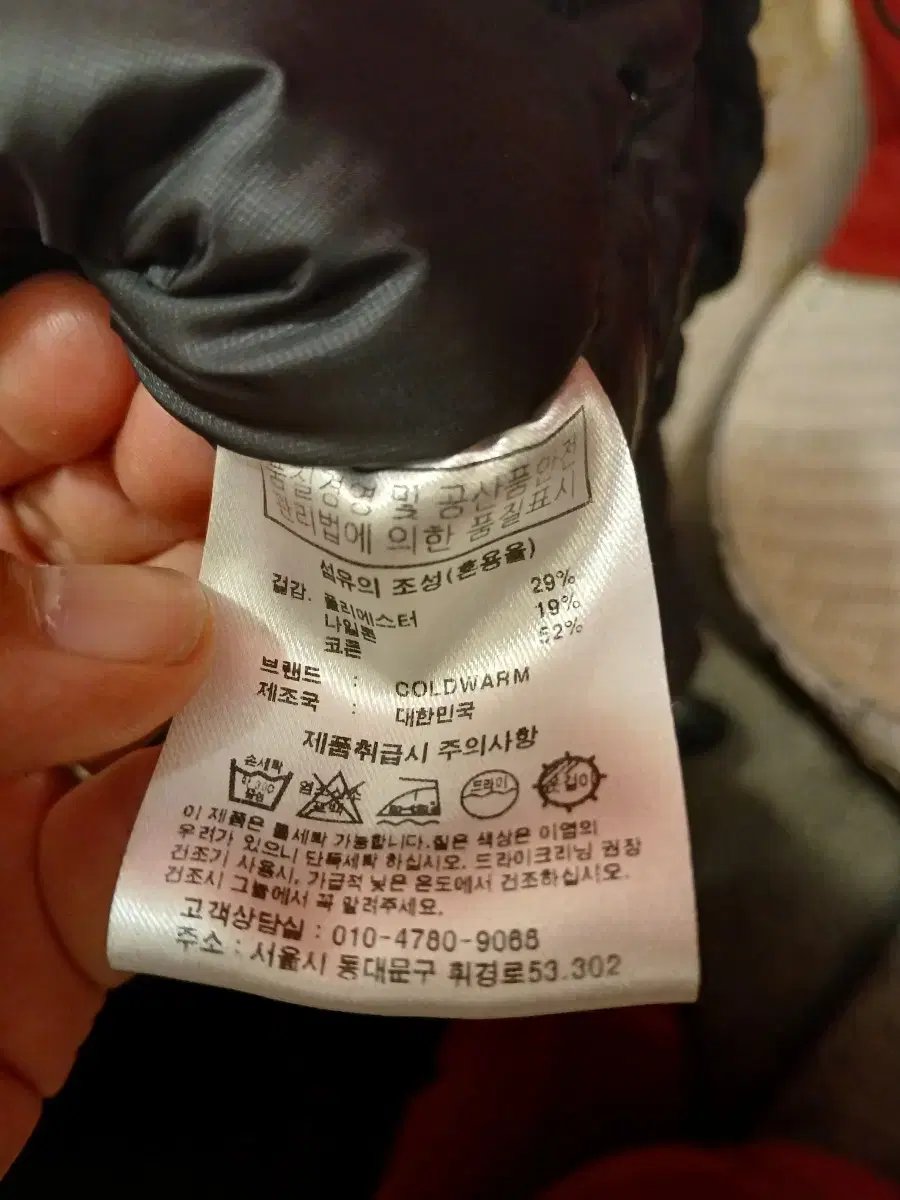 품질경영 및 공산품안전
관리법에 의한 품질표시
섬유의 조성(혼용율)
겉감. 폴리에스터 29%
나일론 19%
코튼 52%
브랜드 : COLDWARM
제조국 : 대한민국
제품취급시 주의사항
손세탁
드라이
옷걸이
이 제품은 물세탁 가능합니다.짙은 색상은 이염의
우려가 있으니 단독세탁 하십시오. 드라이크리닝 권장
건조기 사용시, 가급적 낮은 온도에서 건조하십시오.
건조시 그늘에서 꼭 말려주세요.
고객상담실 : 010-4780-9088
주소 : 서울시 동대문구 휘경로53.302